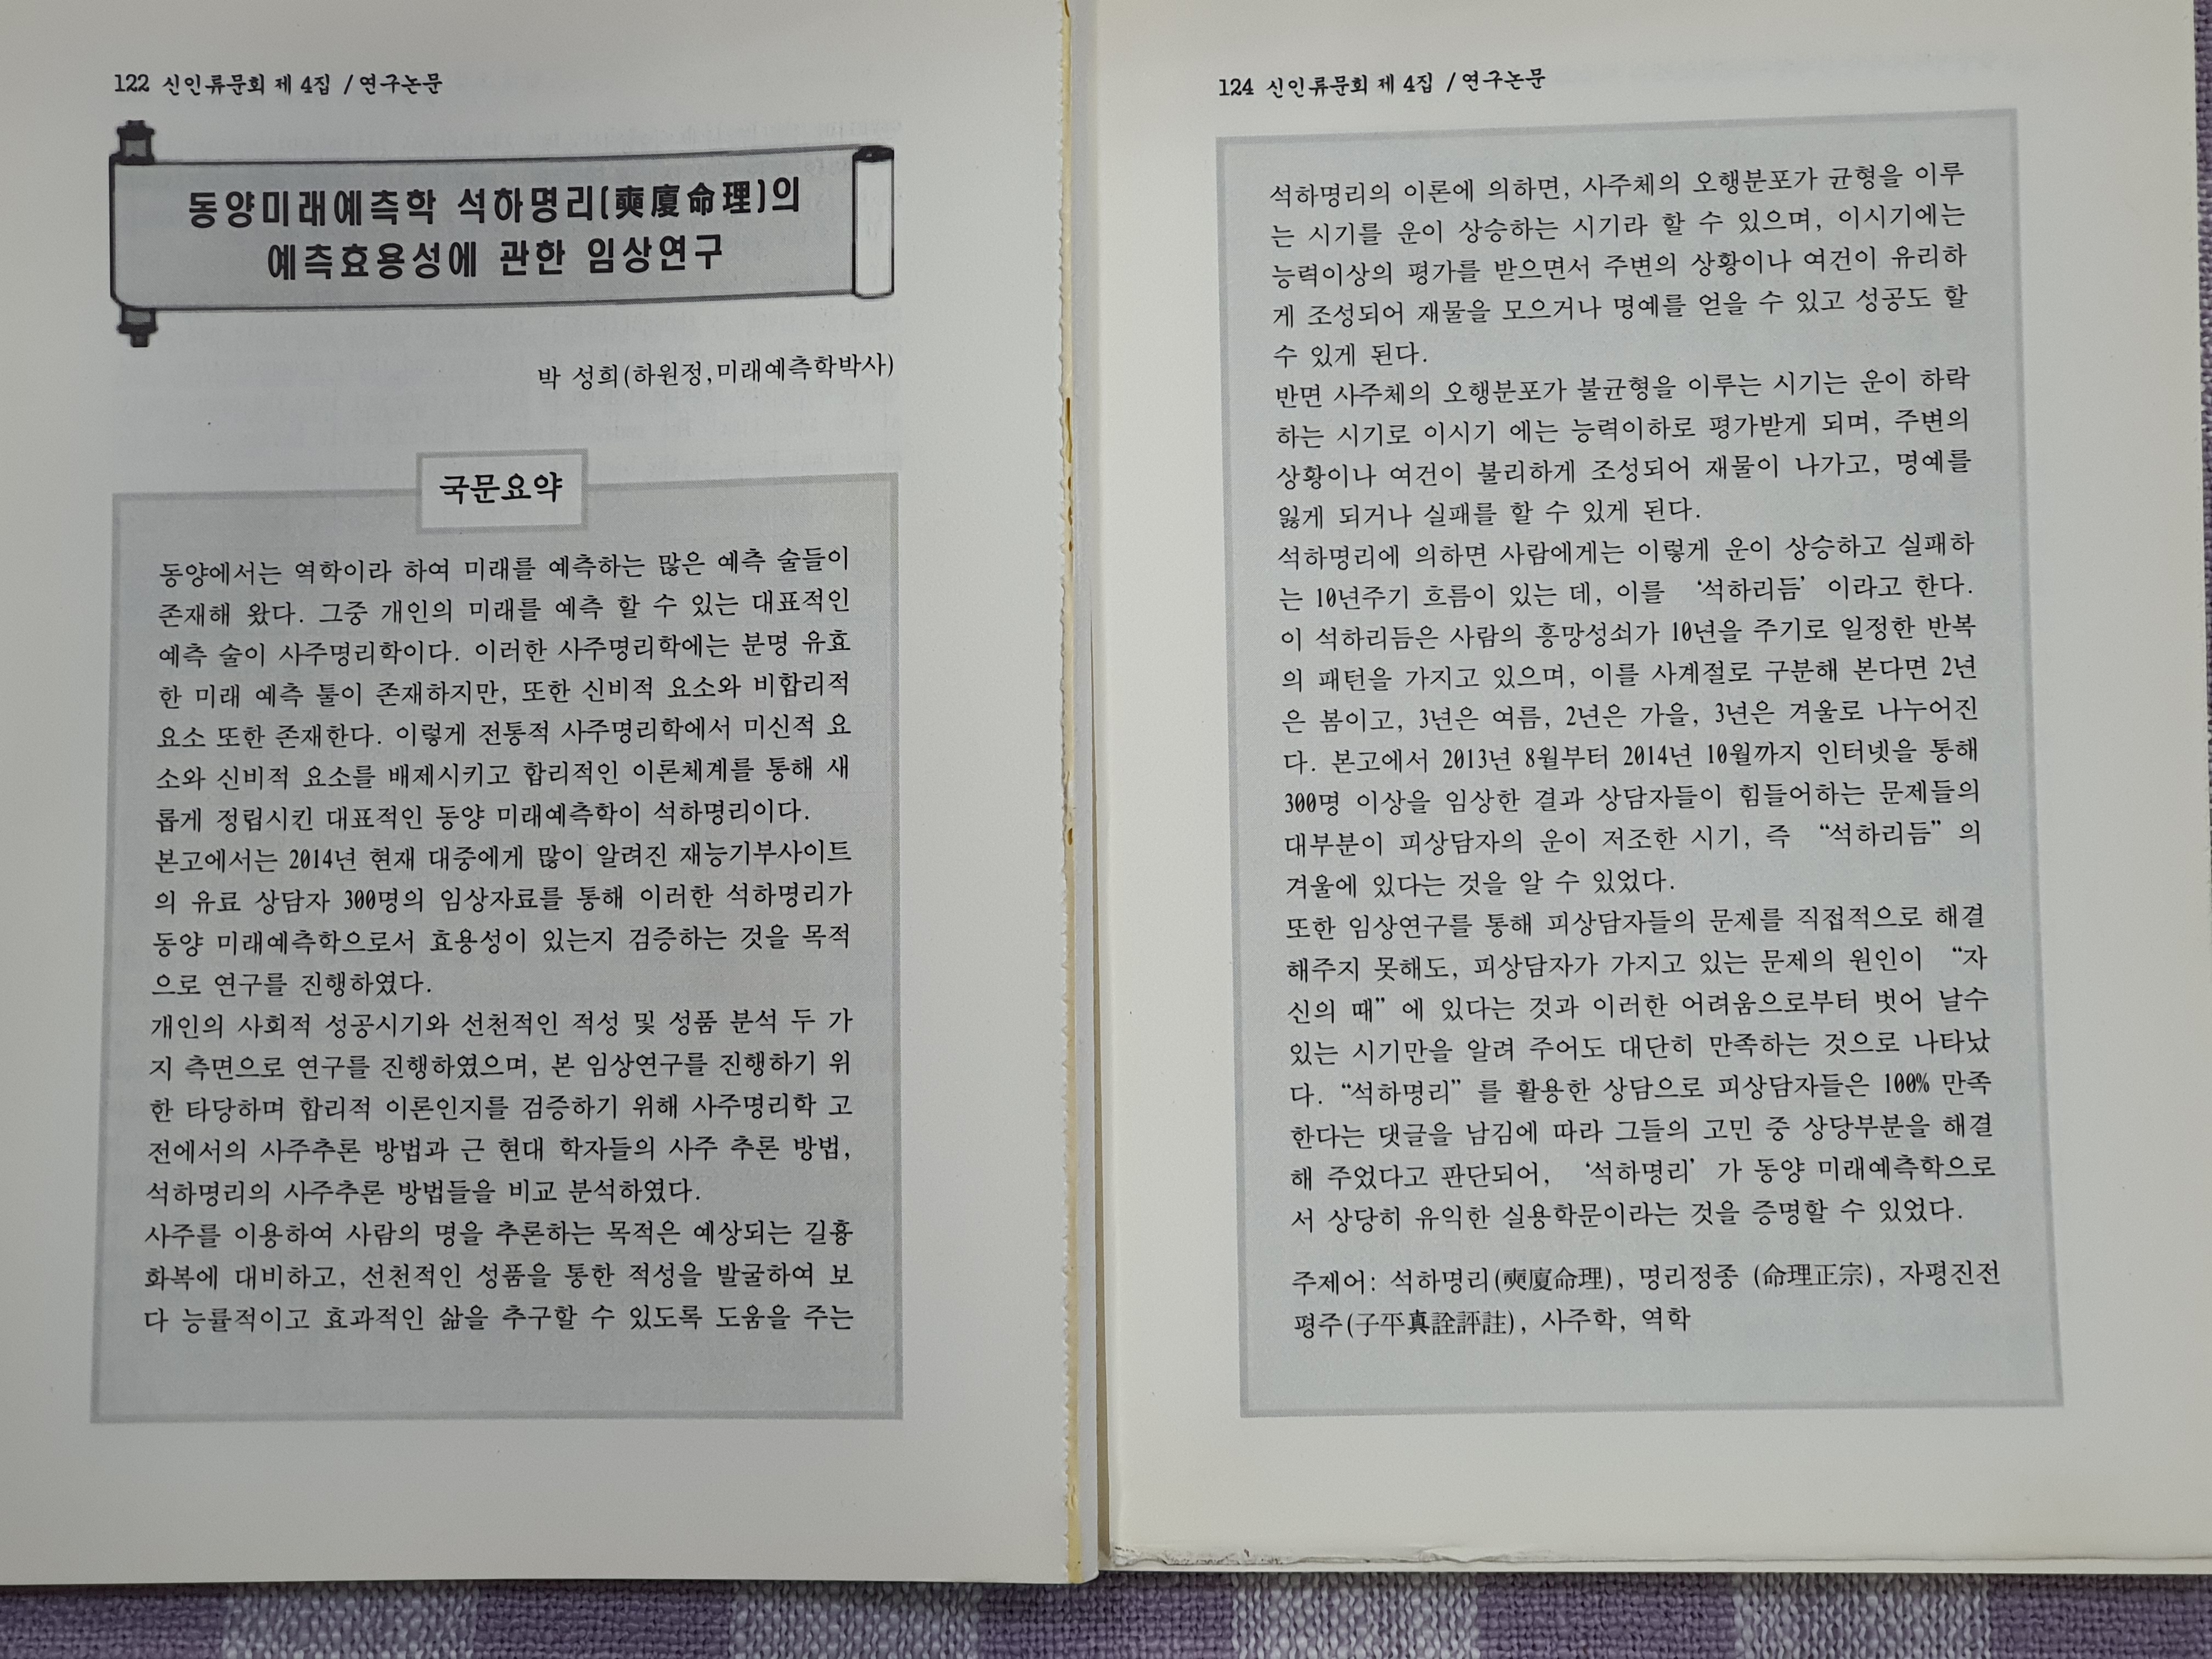 122 신인류문회 제 4집 / 연구논문
동양미래예측학 석하명리(奭廈命理)의
예측효용성에 관한 임상연구
박 성희(하원정,미래예측학박사)
국문요약
동양에서는 역학이라 하여 미래를 예측하는 많은 예측 술들이
존재해 왔다. 그중 개인의 미래를 예측 할 수 있는 대표적인
예측 술이 사주명리학이다. 이러한 사주명리학에는 분명 유효
한 미래 예측 툴이 존재하지만, 또한 신비적 요소와 비합리적
요소 또한 존재한다. 이렇게 전통적 사주명리학에서 미신적 요
소와 신비적 요소를 배제시키고 합리적인 이론체계를 통해 새
롭게 정립시킨 대표적인 동양 미래예측학이 석하명리이다.
본고에서는 2014년 현재 대중에게 많이 알려진 재능기부사이트
의 유료 상담자 300명의 임상자료를 통해 이러한 석하명리가
동양 미래예측학으로서 효용성이 있는지 검증하는 것을 목적
으로 연구를 진행하였다.
개인의 사회적 성공시기와 선천적인 적성 및 성품 분석 두 가
지 측면으로 연구를 진행하였으며, 본 임상연구를 진행하기 위
한 타당하며 합리적 이론인지를 검증하기 위해 사주명리학 고
전에서의 사주추론 방법과 근 현대 학자들의 사주 추론 방법,
석하명리의 사주추론 방법들을 비교 분석하였다.
사주를 이용하여 사람의 명을 추론하는 목적은 예상되는 길흉
화복에 대비하고, 선천적인 성품을 통한 적성을 발굴하여 보
다 능률적이고 효과적인 삶을 추구할 수 있도록 도움을 주는
124 신인류문회 제 4집 / 연구논문
석하명리의 이론에 의하면, 사주체의 오행분포가 균형을 이루
는 시기를 운이 상승하는 시기라 할 수 있으며, 이시기에는
능력이상의 평가를 받으면서 주변의 상황이나 여건이 유리하
게 조성되어 재물을 모으거나 명예를 얻을 수 있고 성공도 할
수 있게 된다.
반면 사주체의 오행분포가 불균형을 이루는 시기는 운이 하락
하는 시기로 이시기 에는 능력이하로 평가받게 되며, 주변의
상황이나 여건이 불리하게 조성되어 재물이 나가고, 명예를
잃게 되거나 실패를 할 수 있게 된다.
석하명리에 의하면 사람에게는 이렇게 운이 상승하고 실패하
는 10년주기 흐름이 있는 데, 이를 ‘석하리듬’ 이라고 한다.
이 석하리듬은 사람의 흥망성쇠가 10년을 주기로 일정한 반복
의 패턴을 가지고 있으며, 이를 사계절로 구분해 본다면 2년
은 봄이고, 3년은 여름, 2년은 가을, 3년은 겨울로 나누어진
다. 본고에서 2013년 8월부터 2014년 10월까지 인터넷을 통해
300명 이상을 임상한 결과 상담자들이 힘들어하는 문제들의
대부분이 피상담자의 운이 저조한 시기, 즉 “석하리듬” 의
겨울에 있다는 것을 알 수 있었다.
또한 임상연구를 통해 피상담자들의 문제를 직접적으로 해결
해주지 못해도, 피상담자가 가지고 있는 문제의 원인이 “자
신의 때” 에 있다는 것과 이러한 어려움으로부터 벗어 날수
있는 시기만을 알려 주어도 대단히 만족하는 것으로 나타났
다. “석하명리” 를 활용한 상담으로 피상담자들은 100% 만족
한다는 댓글을 남김에 따라 그들의 고민 중 상당부분을 해결
해 주었다고 판단되어, ‘석하명리’ 가 동양 미래예측학으로
서 상당히 유익한 실용학문이라는 것을 증명할 수 있었다.
주제어: 석하명리(奭廈命理), 명리정종 (命理正宗), 자평진전
평주(子平真詮評註), 사주학, 역학